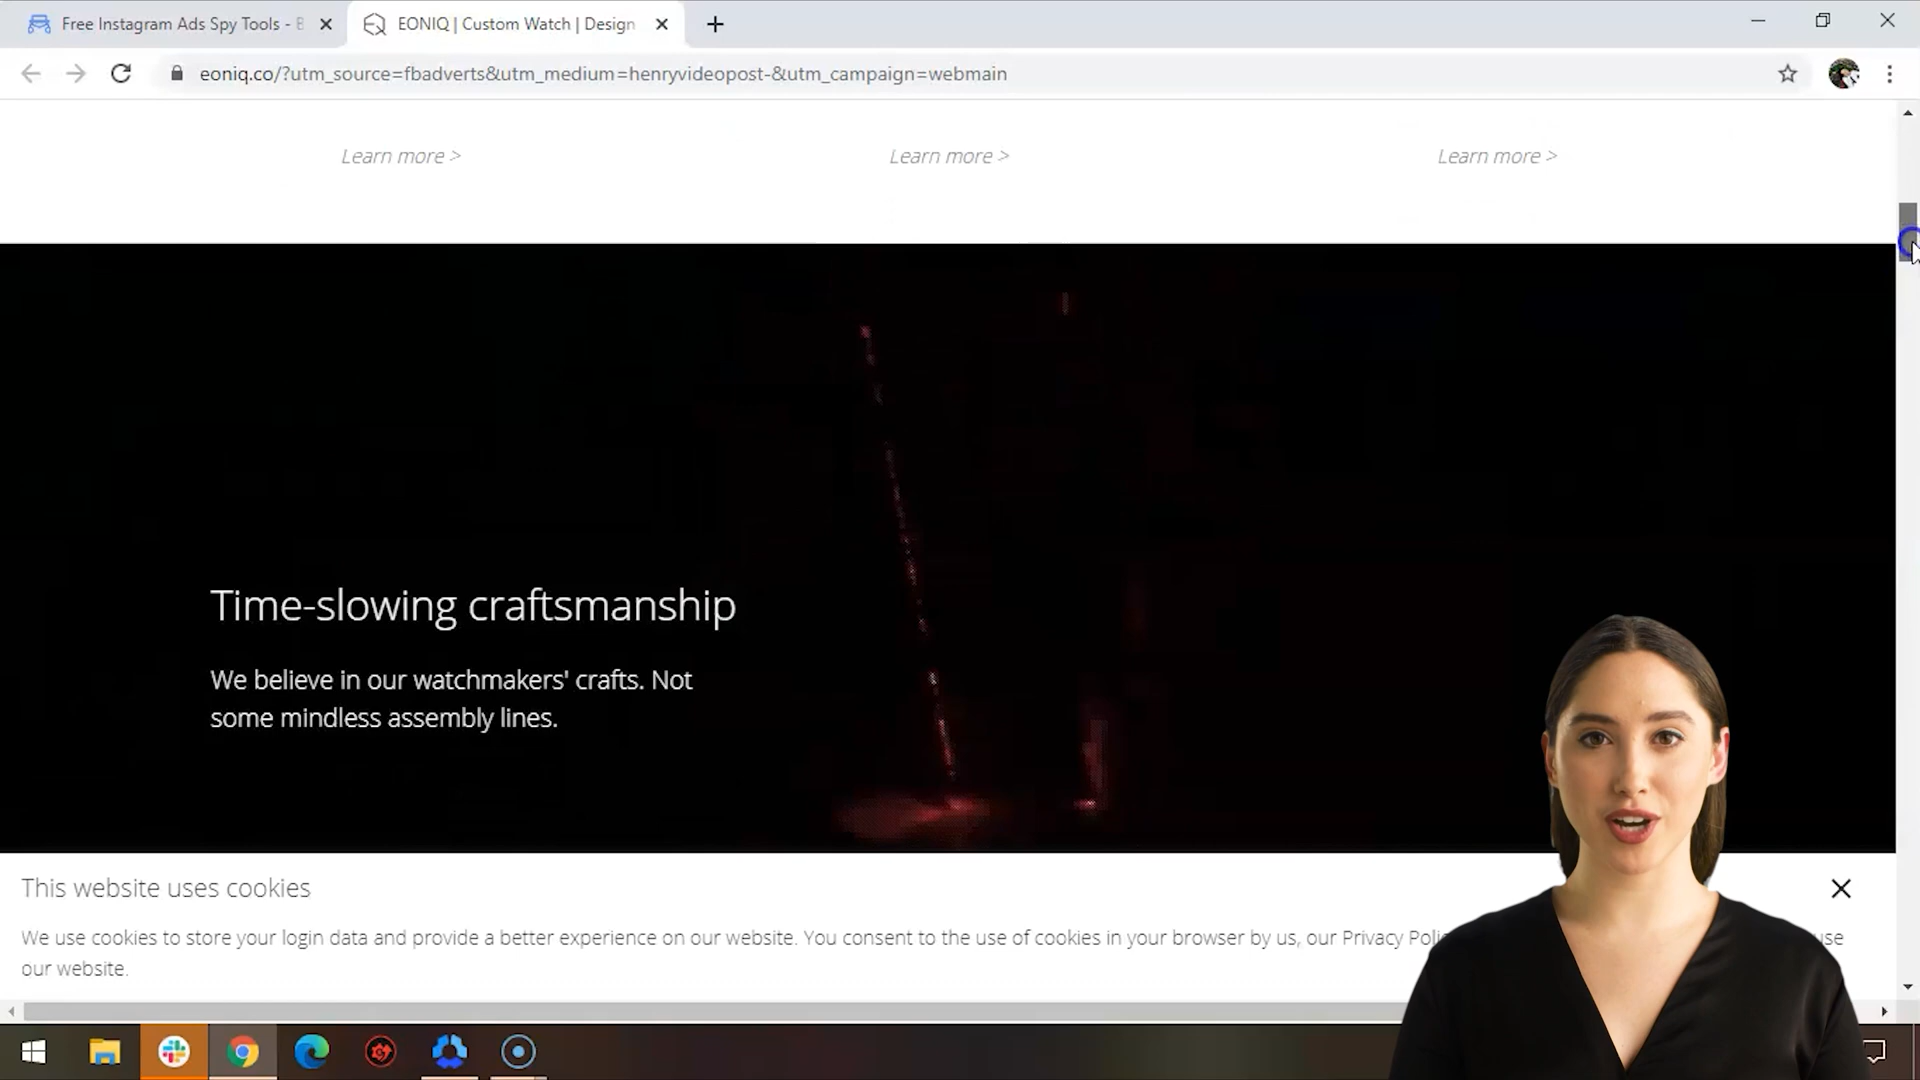 Free Instagram Ads Spy Tools -
EONIQ | Custom Watch | Design
eoniq.co/?utm_source=fbadverts&utm_medium=henryvideopost-&utm_campaign=webmain
Learn more >
Learn more >
Learn more >
Time-slowing craftsmanship
We believe in our watchmakers' crafts. Not
some mindless assembly lines.
This website uses cookies
We use cookies to store your login data and provide a better experience on our website. You consent to the use of cookies in your browser by us, our Privacy use
our website.